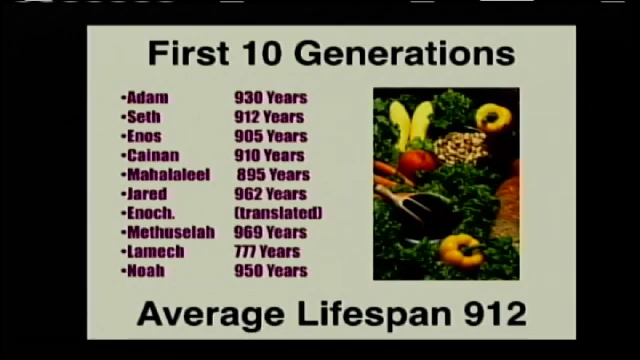 First 10 Generations
•Adam 930 Years
•Seth 912 Years
•Enos 905 Years
•Cainan 910 Years
•Mahalaleel 895 Years
•Jared 962 Years
•Enoch. (translated)
•Methuselah 969 Years
•Lamech 777 Years
•Noah 950 Years
Average Lifespan 912